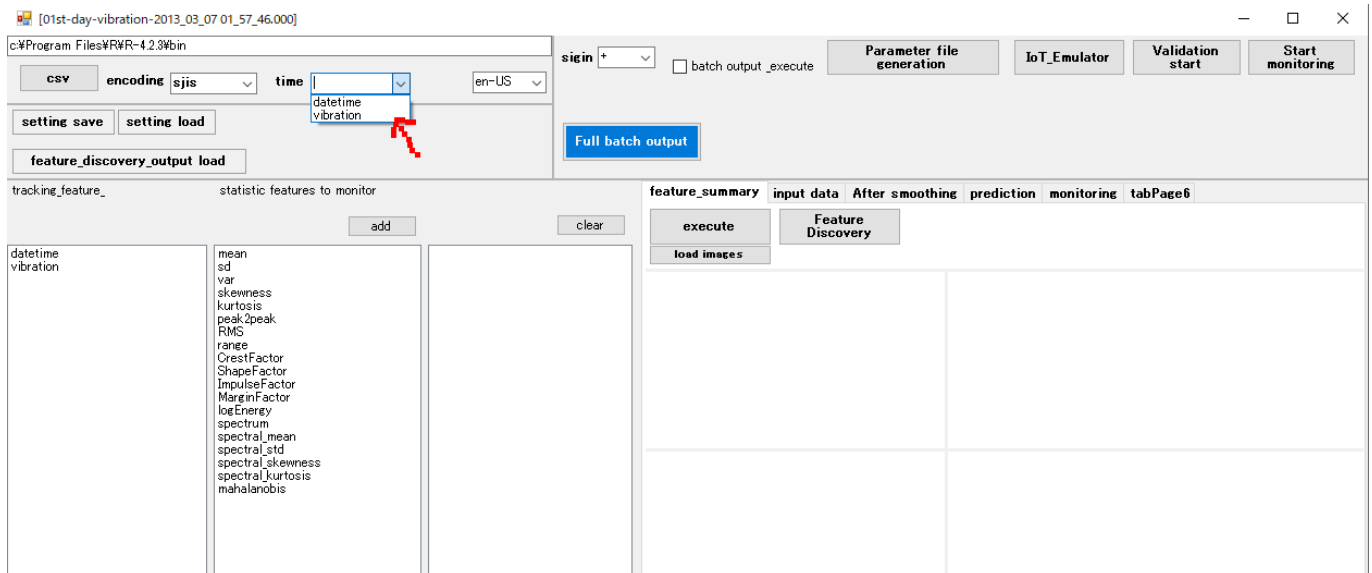 [01st-day-vibration-2013_03_07 01_57_46.000]
c:¥Program Files¥R¥R-4.2.3¥bin
csv encoding sjis time en-US
datetime
vibration
setting save setting load
feature_discovery_output load
sigin + batch output _execute
Parameter file
generation
IoT_Emulator
Validation
start
Start
monitoring
Full batch output
tracking_feature_ statistic features to monitor
add clear
datetime
vibration
mean
sd
var
skewness
kurtosis
peak2peak
RMS
range
CrestFactor
ShapeFactor
ImpulseFactor
MarginFactor
logEnergy
spectrum
spectral_mean
spectral_std
spectral_skewness
spectral_kurtosis
mahalanobis
feature_summary input data After smoothing prediction monitoring tabPage6
execute
Feature
Discovery
load images